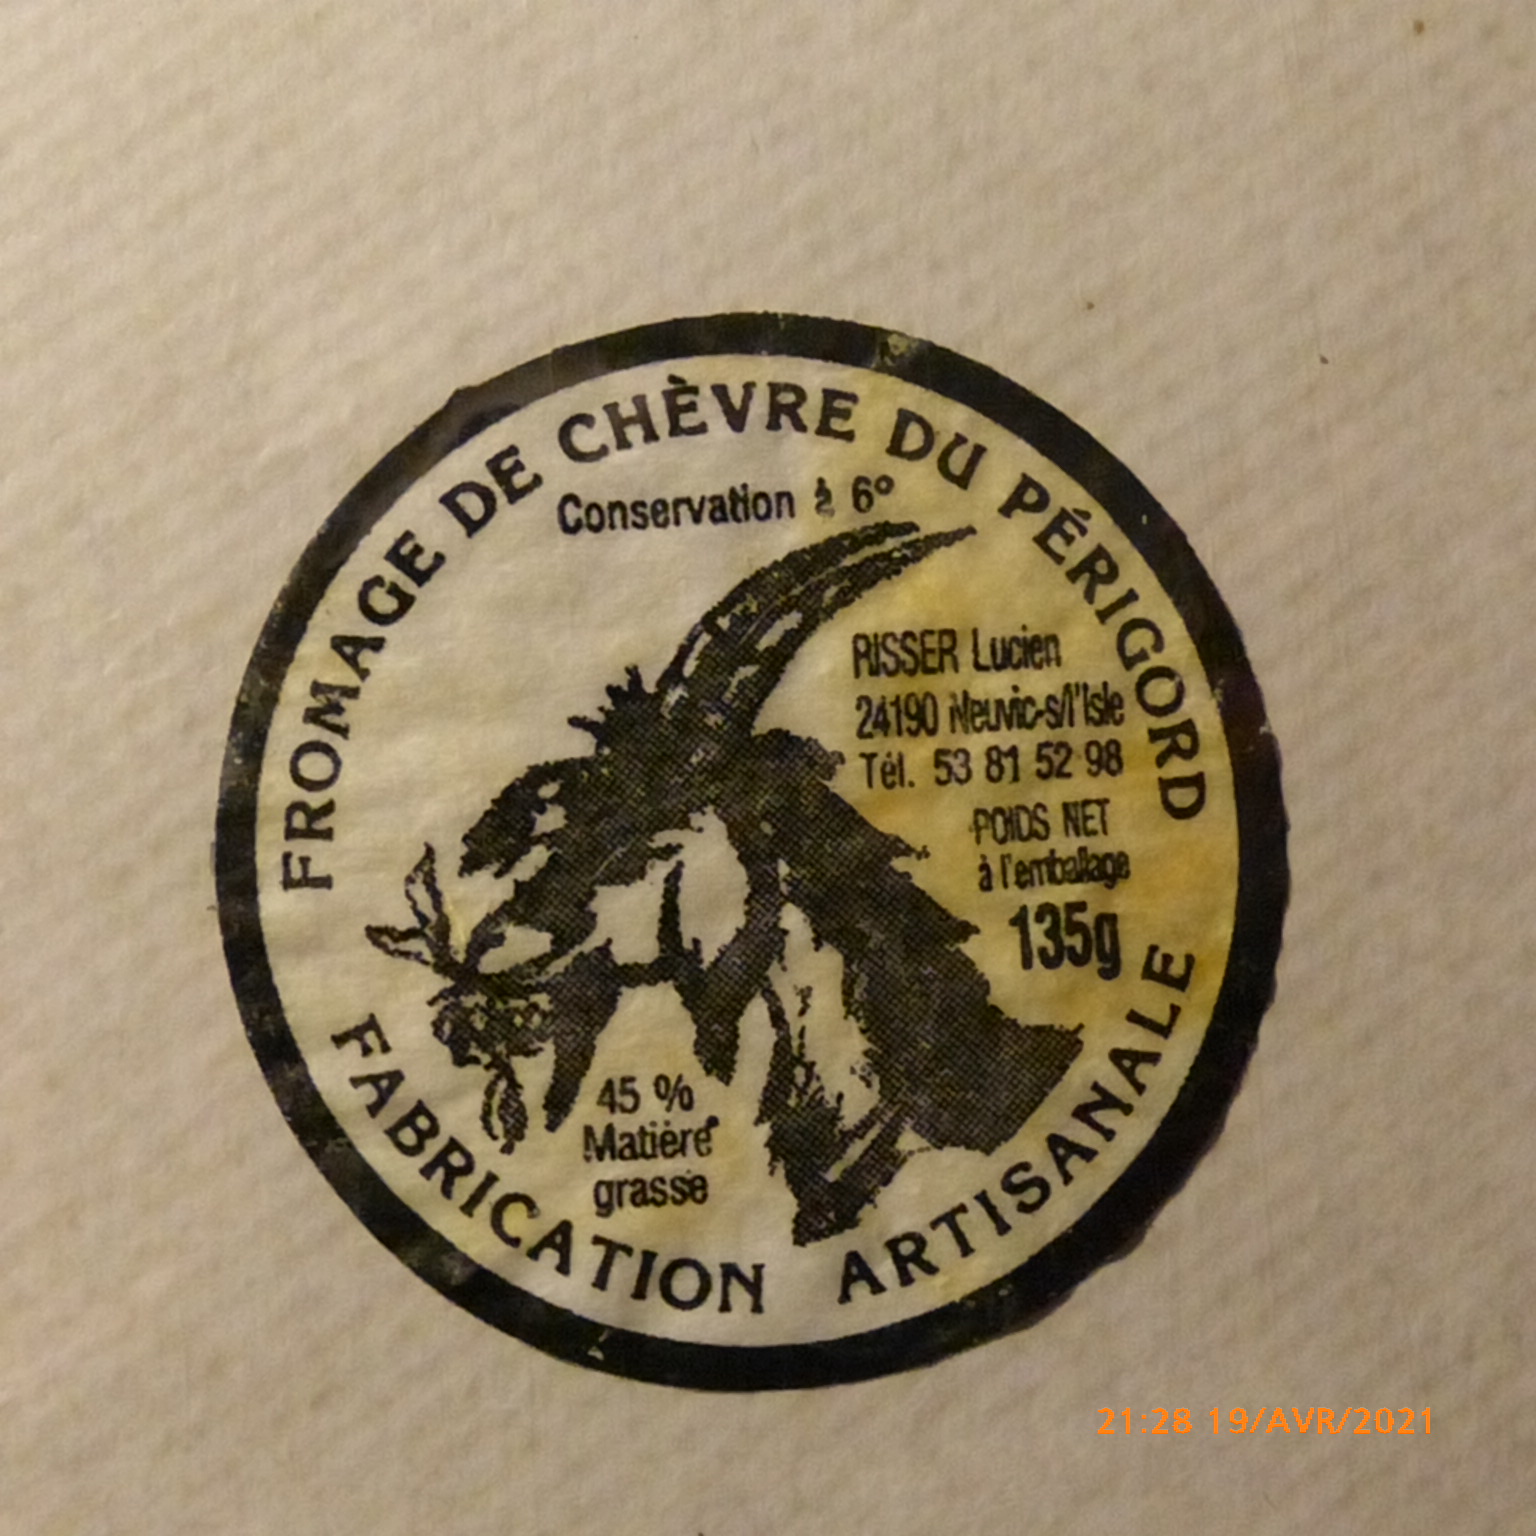 FROMAGE DE CHÈVRE DU PÉRIGORD
Conservation à 6°
RISSER Lucien
24190 Neuvic-s/l'Isle
Tél. 53 81 52 98
POIDS NET
à l'emballage
135g
45 %
Matière
grasse
FABRICATION ARTISANALE
21:28 19/AVR/2021